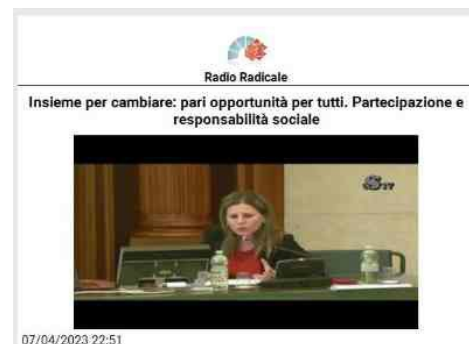 Radio Radicale
Insieme per cambiare: pari opportunità per tutti. Partecipazione e
responsabilità sociale
07/04/2023 22:51